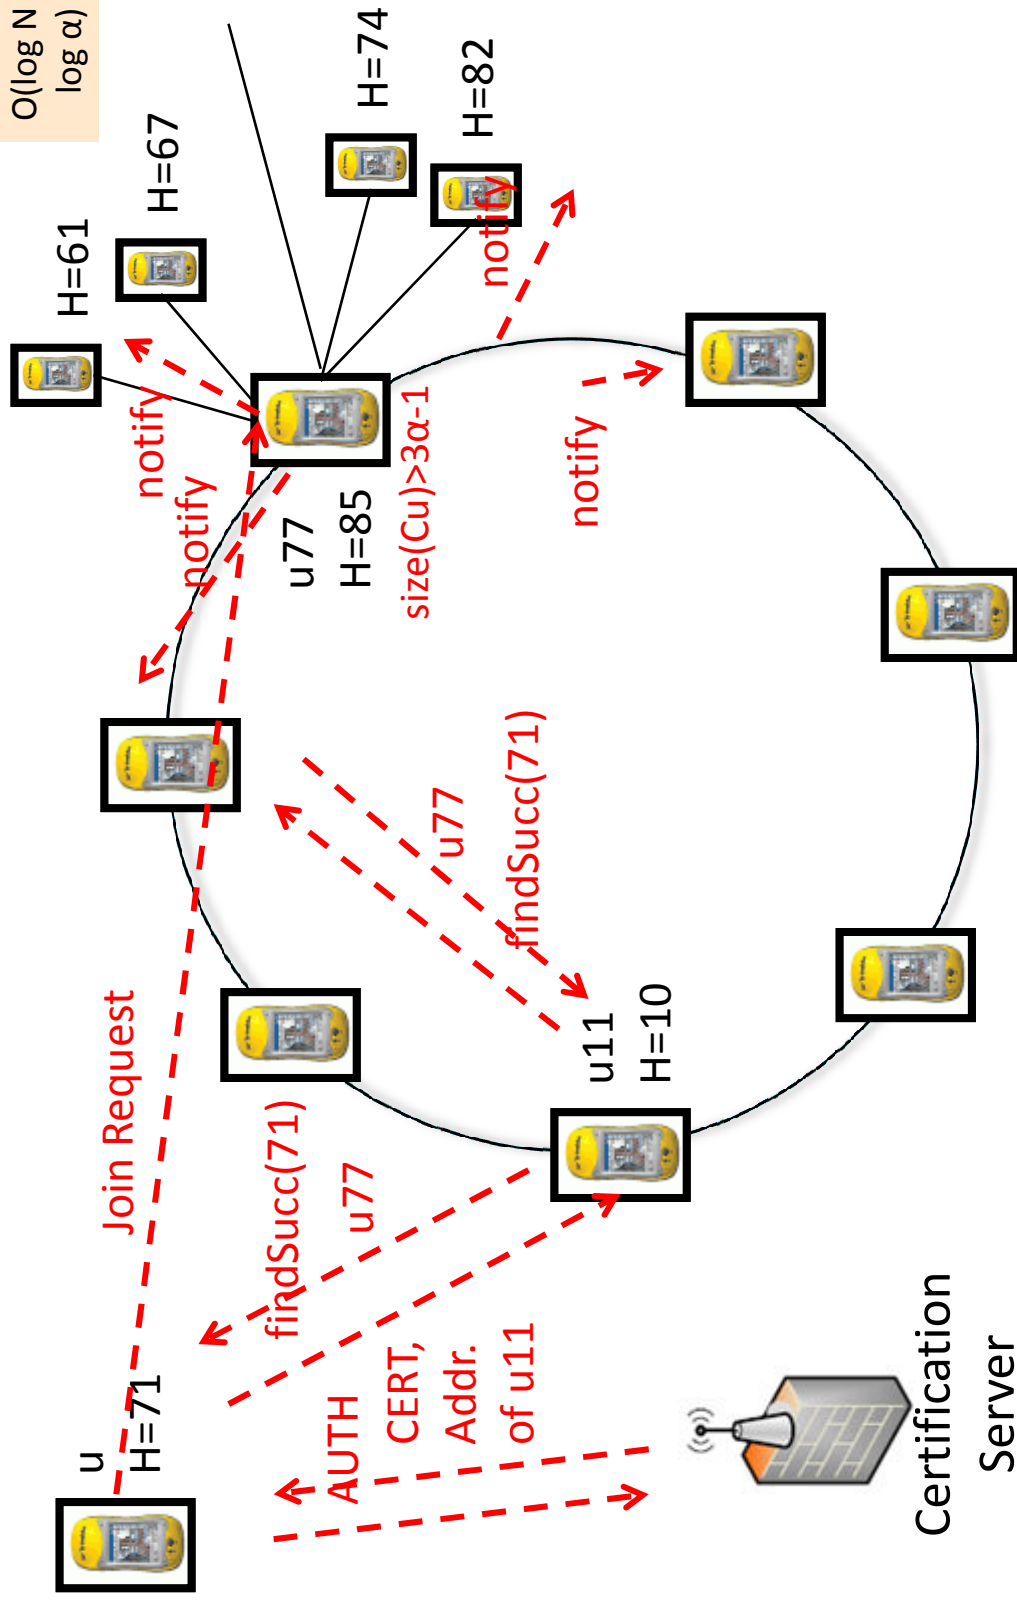 O(log N
log α)
u
H=71
H=61
Join Request
notify
H=67
notify
findSucc(71)
u77
u77
H=85
AUTH
CERT,
Addr.
of u11
H=74
size(Cu)>3α-1
u77
findSucc(71)
H=82
notify
notify
u11
H=10
Certification
Server